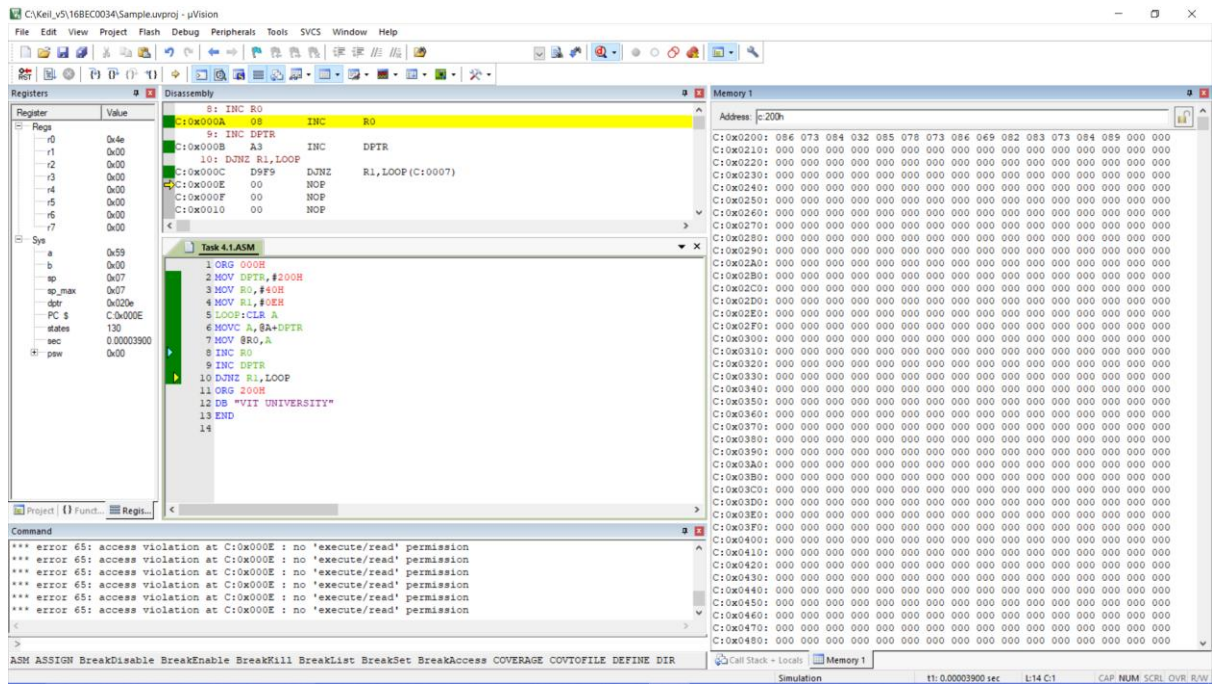 C:\Keil_v5\16BEC0034\Sample.uvproj - µVision
File Edit View Project Flash Debug Peripherals Tools SVCS Window Help
Registers
Register Value
Regs
r0 0x4e
r1 0x00
r2 0x00
r3 0x00
r4 0x00
r5 0x00
r6 0x00
r7 0x00
Sys
a 0x59
b 0x00
sp 0x07
sp_max 0x07
dptr 0x020e
PC $ C:0x000E
states 130
sec 0.00003900
psw 0x00
Project Funct... Regis...
Disassembly
8: INC R0
C:0x000A 08 INC R0
9: INC DPTR
C:0x000B A3 INC DPTR
10: DJNZ R1,LOOP
C:0x000C D9F9 DJNZ R1,LOOP(C:0007)
C:0x000E 00 NOP
C:0x000F 00 NOP
C:0x0010 00 NOP
Task 4.1.ASM
1 ORG 000H
2 MOV DPTR,#200H
3 MOV R0,#40H
4 MOV R1,#0EH
5 LOOP:CLR A
6 MOVC A,@A+DPTR
7 MOV @R0,A
8 INC R0
9 INC DPTR
10 DJNZ R1,LOOP
11 ORG 200H
12 DB "VIT UNIVERSITY"
13 END
14
Memory 1
Address: c:200h
C:0x0200: 086 073 084 032 085 078 073 086 069 082 083 073 084 089 000 000
C:0x0210: 000 000 000 000 000 000 000 000 000 000 000 000 000 000 000 000
C:0x0220: 000 000 000 000 000 000 000 000 000 000 000 000 000 000 000 000
C:0x0230: 000 000 000 000 000 000 000 000 000 000 000 000 000 000 000 000
C:0x0240: 000 000 000 000 000 000 000 000 000 000 000 000 000 000 000 000
C:0x0250: 000 000 000 000 000 000 000 000 000 000 000 000 000 000 000 000
C:0x0260: 000 000 000 000 000 000 000 000 000 000 000 000 000 000 000 000
C:0x0270: 000 000 000 000 000 000 000 000 000 000 000 000 000 000 000 000
C:0x0280: 000 000 000 000 000 000 000 000 000 000 000 000 000 000 000 000
C:0x0290: 000 000 000 000 000 000 000 000 000 000 000 000 000 000 000 000
C:0x02A0: 000 000 000 000 000 000 000 000 000 000 000 000 000 000 000 000
C:0x02B0: 000 000 000 000 000 000 000 000 000 000 000 000 000 000 000 000
C:0x02C0: 000 000 000 000 000 000 000 000 000 000 000 000 000 000 000 000
C:0x02D0: 000 000 000 000 000 000 000 000 000 000 000 000 000 000 000 000
C:0x02E0: 000 000 000 000 000 000 000 000 000 000 000 000 000 000 000 000
C:0x02F0: 000 000 000 000 000 000 000 000 000 000 000 000 000 000 000 000
C:0x0300: 000 000 000 000 000 000 000 000 000 000 000 000 000 000 000 000
C:0x0310: 000 000 000 000 000 000 000 000 000 000 000 000 000 000 000 000
C:0x0320: 000 000 000 000 000 000 000 000 000 000 000 000 000 000 000 000
C:0x0330: 000 000 000 000 000 000 000 000 000 000 000 000 000 000 000 000
C:0x0340: 000 000 000 000 000 000 000 000 000 000 000 000 000 000 000 000
C:0x0350: 000 000 000 000 000 000 000 000 000 000 000 000 000 000 000 000
C:0x0360: 000 000 000 000 000 000 000 000 000 000 000 000 000 000 000 000
C:0x0370: 000 000 000 000 000 000 000 000 000 000 000 000 000 000 000 000
C:0x0380: 000 000 000 000 000 000 000 000 000 000 000 000 000 000 000 000
C:0x0390: 000 000 000 000 000 000 000 000 000 000 000 000 000 000 000 000
C:0x03A0: 000 000 000 000 000 000 000 000 000 000 000 000 000 000 000 000
C:0x03B0: 000 000 000 000 000 000 000 000 000 000 000 000 000 000 000 000
C:0x03C0: 000 000 000 000 000 000 000 000 000 000 000 000 000 000 000 000
C:0x03D0: 000 000 000 000 000 000 000 000 000 000 000 000 000 000 000 000
C:0x03E0: 000 000 000 000 000 000 000 000 000 000 000 000 000 000 000 000
C:0x03F0: 000 000 000 000 000 000 000 000 000 000 000 000 000 000 000 000
C:0x0400: 000 000 000 000 000 000 000 000 000 000 000 000 000 000 000 000
C:0x0410: 000 000 000 000 000 000 000 000 000 000 000 000 000 000 000 000
C:0x0420: 000 000 000 000 000 000 000 000 000 000 000 000 000 000 000 000
C:0x0430: 000 000 000 000 000 000 000 000 000 000 000 000 000 000 000 000
C:0x0440: 000 000 000 000 000 000 000 000 000 000 000 000 000 000 000 000
C:0x0450: 000 000 000 000 000 000 000 000 000 000 000 000 000 000 000 000
C:0x0460: 000 000 000 000 000 000 000 000 000 000 000 000 000 000 000 000
C:0x0470: 000 000 000 000 000 000 000 000 000 000 000 000 000 000 000 000
C:0x0480: 000 000 000 000 000 000 000 000 000 000 000 000 000 000 000 000
Call Stack + Locals Memory 1
Command
*** error 65: access violation at C:0x000E : no 'execute/read' permission
*** error 65: access violation at C:0x000E : no 'execute/read' permission
*** error 65: access violation at C:0x000E : no 'execute/read' permission
*** error 65: access violation at C:0x000E : no 'execute/read' permission
*** error 65: access violation at C:0x000E : no 'execute/read' permission
*** error 65: access violation at C:0x000E : no 'execute/read' permission
>
ASM ASSIGN BreakDisable BreakEnable BreakKill BreakList BreakSet BreakAccess COVERAGE COVTOFILE DEFINE DIR
Simulation t1: 0.00003900 sec L:14 C:1 CAP NUM SCRL OVR R/W